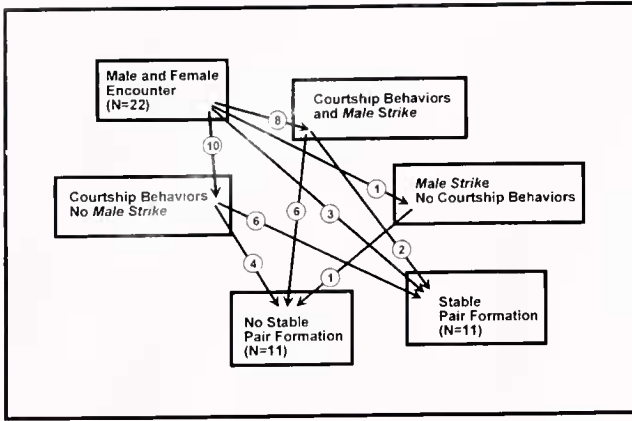 Male and Female
Encounter
(N=22)
Courtship Behaviors
and Male Strike
8
10
1
Male Strike
No Courtship Behaviors
Courtship Behaviors
No Male Strike
6
6
3
2
4
1
No Stable
Pair Formation
(N=11)
Stable
Pair Formation
(N=11)